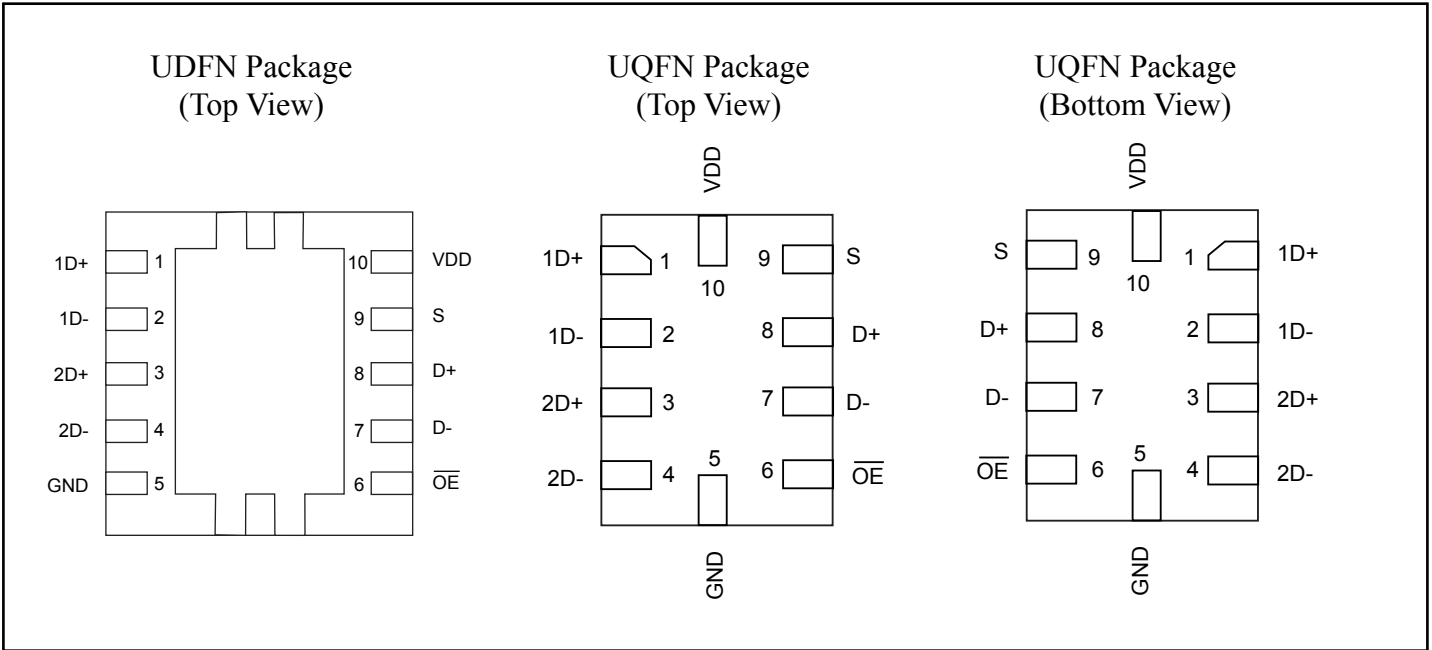 UDFN Package
(Top View)
1D+ 1 10 VDD
1D- 2 9 S
2D+ 3 8 D+
2D- 4 7 D-
GND 5 6 O̅E̅
UQFN Package
(Top View)
VDD
1D+ 1 10 9 S
1D- 2 8 D+
2D+ 3 7 D-
2D- 4 5 6 O̅E̅
GND
UQFN Package
(Bottom View)
VDD
S 9 10 1 1D+
D+ 8 2 1D-
D- 7 3 2D+
O̅E̅ 6 5 4 2D-
GND